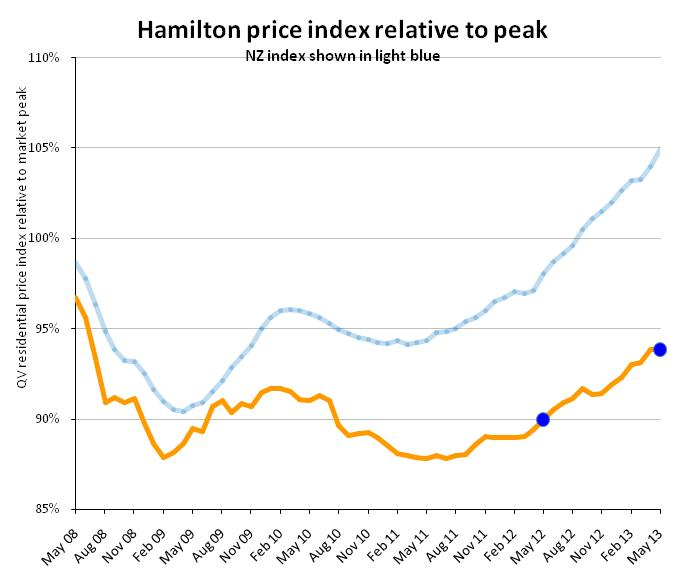 Hamilton price index relative to peak
NZ index shown in light blue
QV residential price index relative to market peak
110%
105%
100%
95%
90%
85%
May 08
Aug 08
Nov 08
Feb 09
May 09
Aug 09
Nov 09
Feb 10
May 10
Aug 10
Nov 10
Feb 11
May 11
Aug 11
Nov 11
Feb 12
May 12
Aug 12
Nov 12
Feb 13
May 13